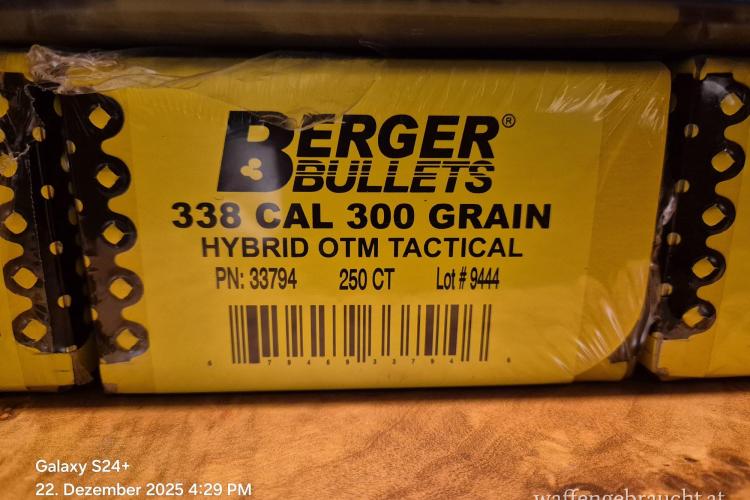 BERGER®
BULLETS
338 CAL 300 GRAIN
HYBRID OTM TACTICAL
PN: 33794 250 CT Lot # 9444
Galaxy S24+
22. Dezember 2025 4:29 PM
waffengebraucht.at